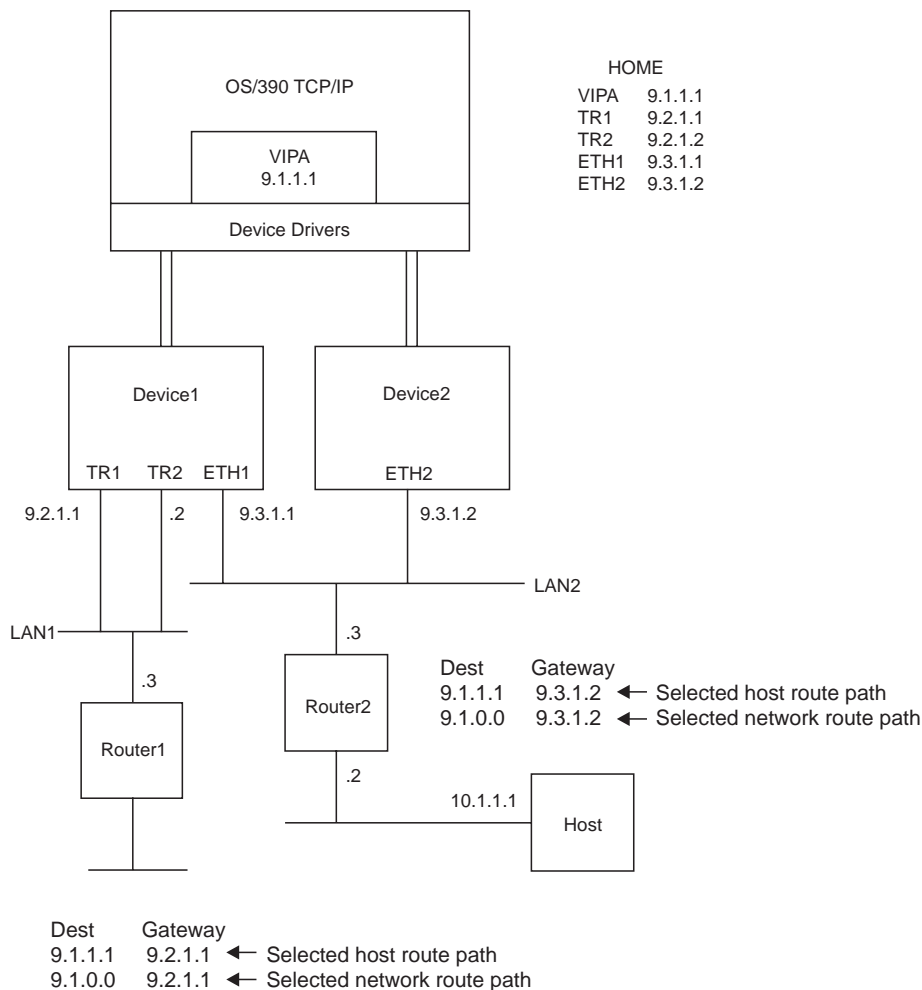 OS/390 TCP/IP
VIPA
9.1.1.1
Device Drivers
HOME
VIPA 9.1.1.1
TR1 9.2.1.1
TR2 9.2.1.2
ETH1 9.3.1.1
ETH2 9.3.1.2
Device1
TR1 TR2 ETH1
Device2
ETH2
9.2.1.1
.2
9.3.1.1
9.3.1.2
LAN2
LAN1
.3
Router1
.3
Router2
.2
Dest Gateway
9.1.1.1 9.3.1.2 Selected host route path
9.1.0.0 9.3.1.2 Selected network route path
10.1.1.1
Host
Dest Gateway
9.1.1.1 9.2.1.1 Selected host route path
9.1.0.0 9.2.1.1 Selected network route path